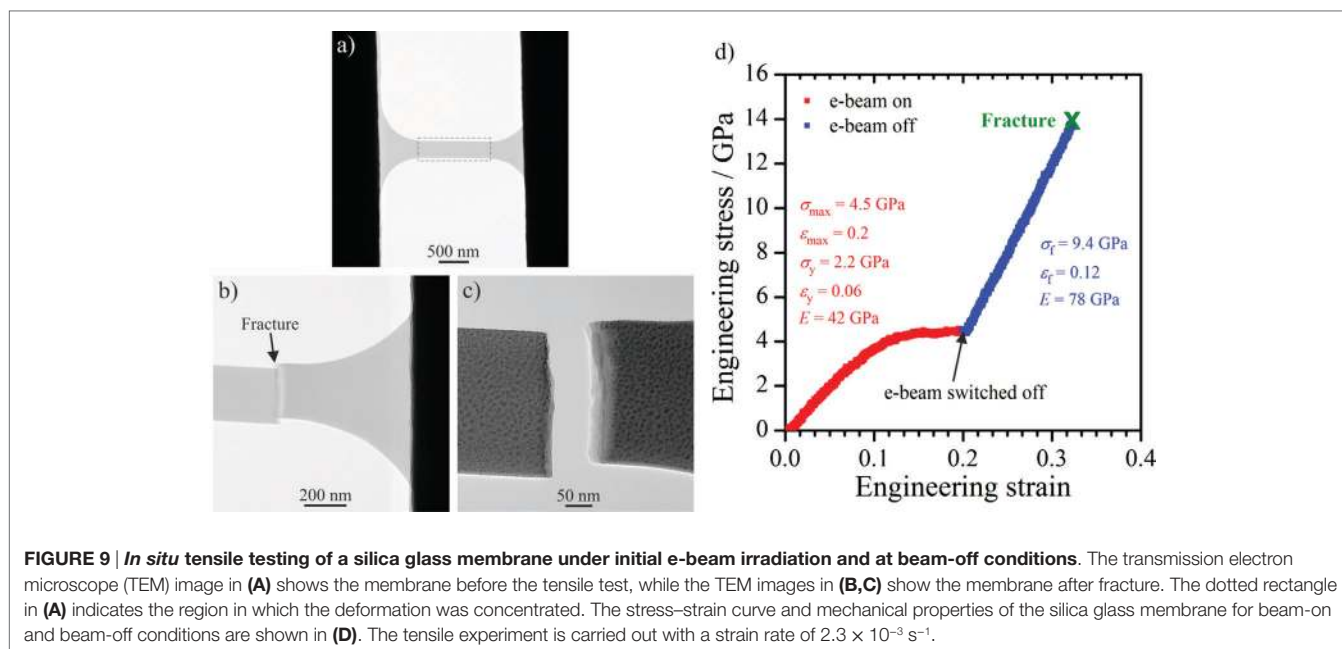 a)
500 nm
b)
Fracture
200 nm
c)
50 nm
d)
Engineering stress / GPa
16
14
12
10
8
6
4
2
0
e-beam on
e-beam off
Fracture X
σmax = 4.5 GPa
εmax = 0.2
σy = 2.2 GPa
εy = 0.06
E = 42 GPa
σf = 9.4 GPa
εf = 0.12
E = 78 GPa
e-beam switched off
0.0 0.1 0.2 0.3 0.4
Engineering strain
FIGURE 9 | In situ tensile testing of a silica glass membrane under initial e-beam irradiation and at beam-off conditions. The transmission electron
microscope (TEM) image in (A) shows the membrane before the tensile test, while the TEM images in (B,C) show the membrane after fracture. The dotted rectangle
in (A) indicates the region in which the deformation was concentrated. The stress–strain curve and mechanical properties of the silica glass membrane for beam-on
and beam-off conditions are shown in (D). The tensile experiment is carried out with a strain rate of 2.3 × 10⁻³ s⁻¹.